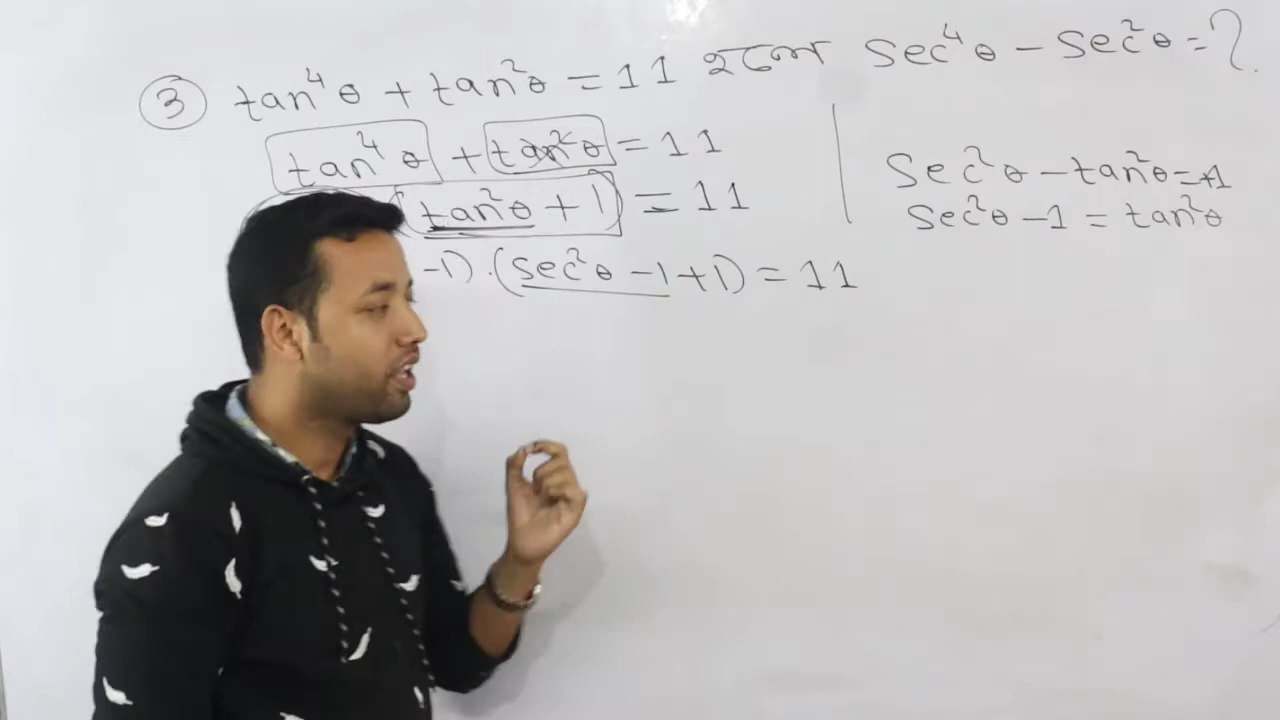 ③ tan⁴θ + tan²θ = 11 হলে sec⁴θ - sec²θ = ?
tan⁴θ + tan²θ = 11
(tan²θ + 1) = 11
-1) · (sec²θ - 1 + 1) = 11
sec²θ - tan²θ = 1
sec²θ - 1 = tan²θ